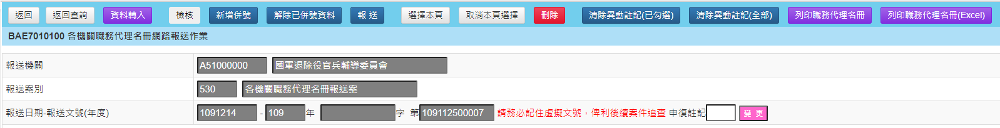 返回 返回查詢 資料轉入 檢核 新增併號 解除已併號資料 報 送 選擇本頁 取消本頁選擇 刪除 清除異動註記(已勾選) 清除異動註記(全部) 列印職務代理名冊 列印職務代理名冊(Excel)
BAE7010100 各機關職務代理名冊網路報送作業
報送機關 A51000000 國軍退除役官兵輔導委員會
報送案別 530 各機關職務代理名冊報送案
報送日期-報送文號(年度) 1091214 - 109 年 字 第 109112500007 請務必記住虛擬文號，俾利後續案件追查 申復註記 變 更